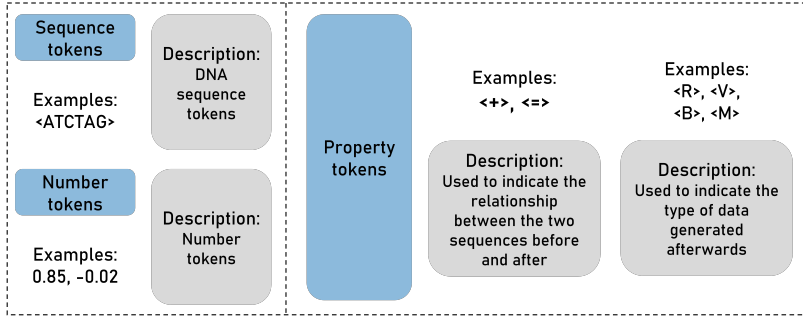 Sequence
tokens
Description:
DNA
sequence
tokens
Examples:
<ATCTAG>
Number
tokens
Description:
Number
tokens
Examples:
0.85, -0.02
Property
tokens
Examples:
<+>, <=>
Description:
Used to indicate the
relationship
between the two
sequences before
and after
Examples:
<R>, <V>,
<B>, <M>
Description:
Used to indicate the
type of data
generated
afterwards